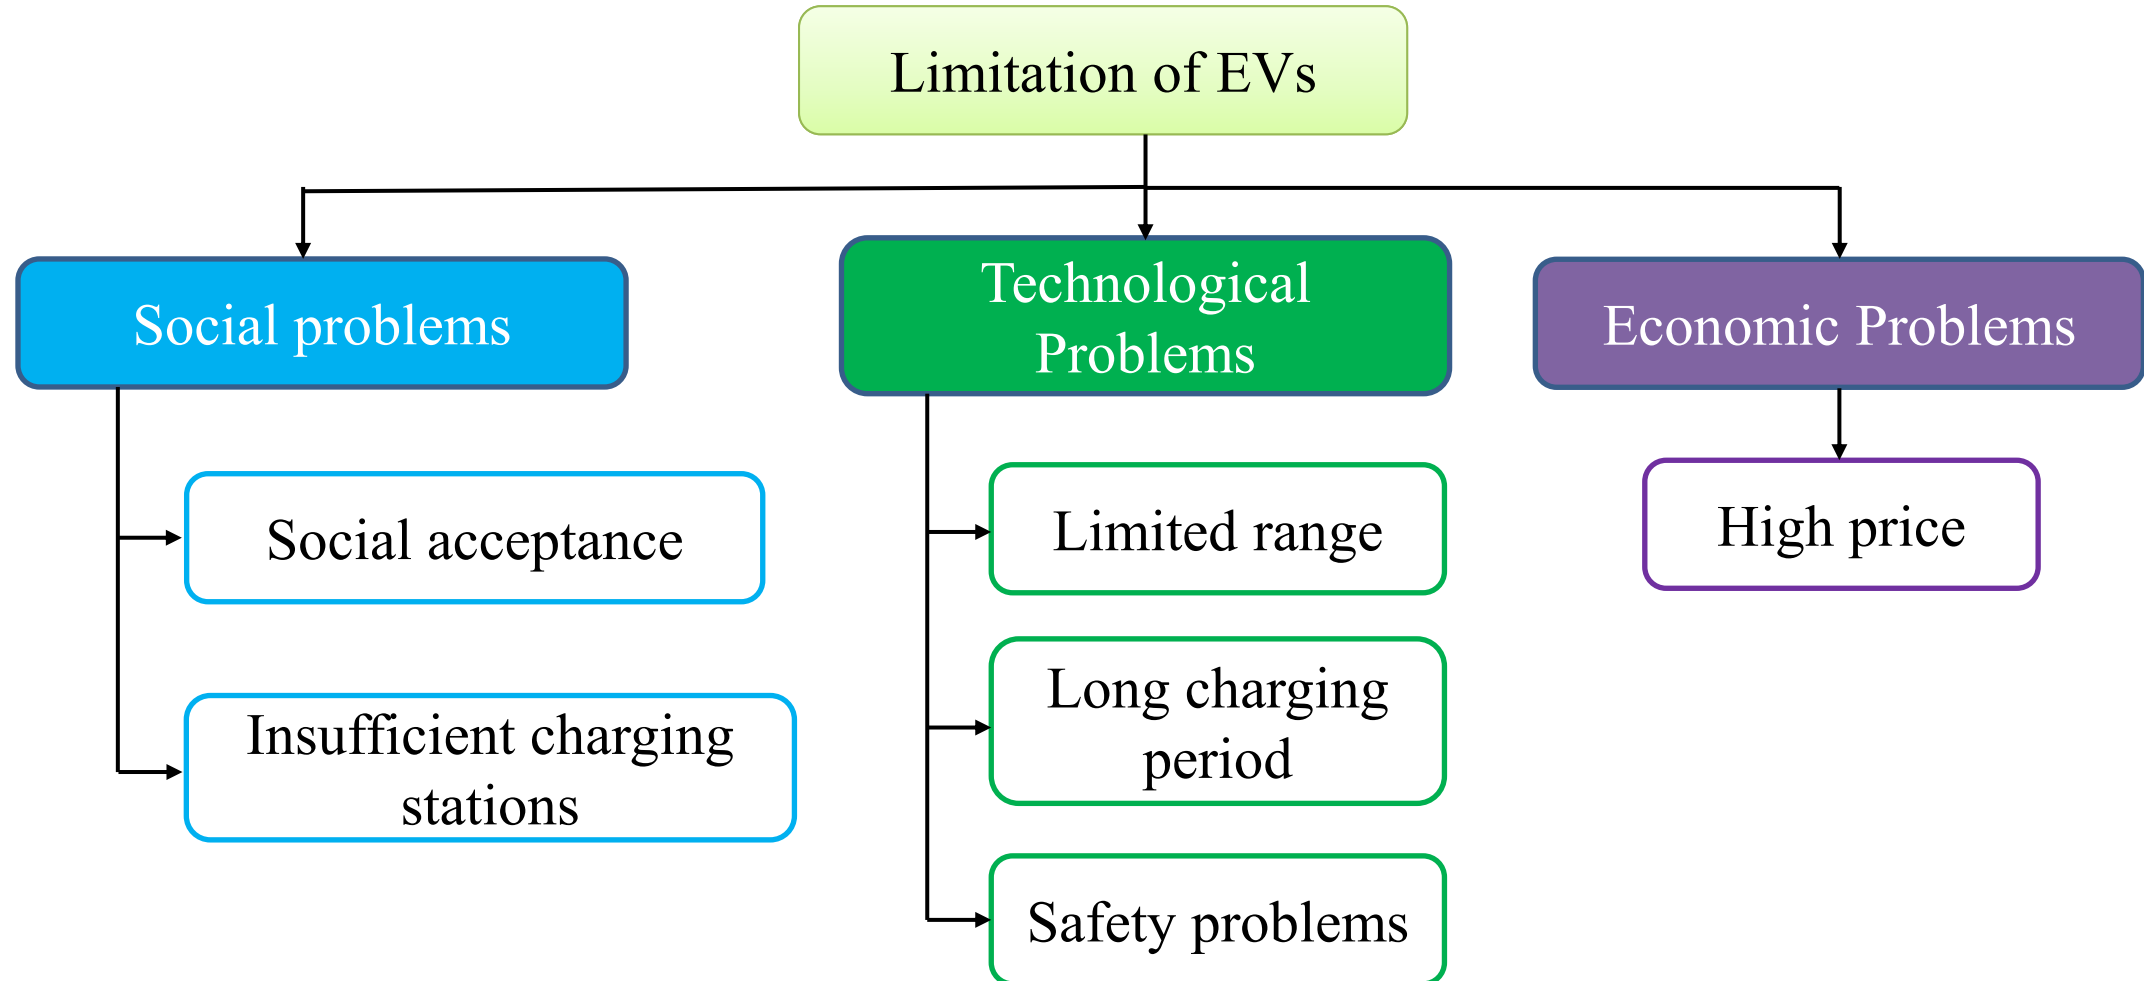 Limitation of EVs
Social problems
Technological
Problems
Economic Problems
Social acceptance
Insufficient charging
stations
Limited range
Long charging
period
Safety problems
High price